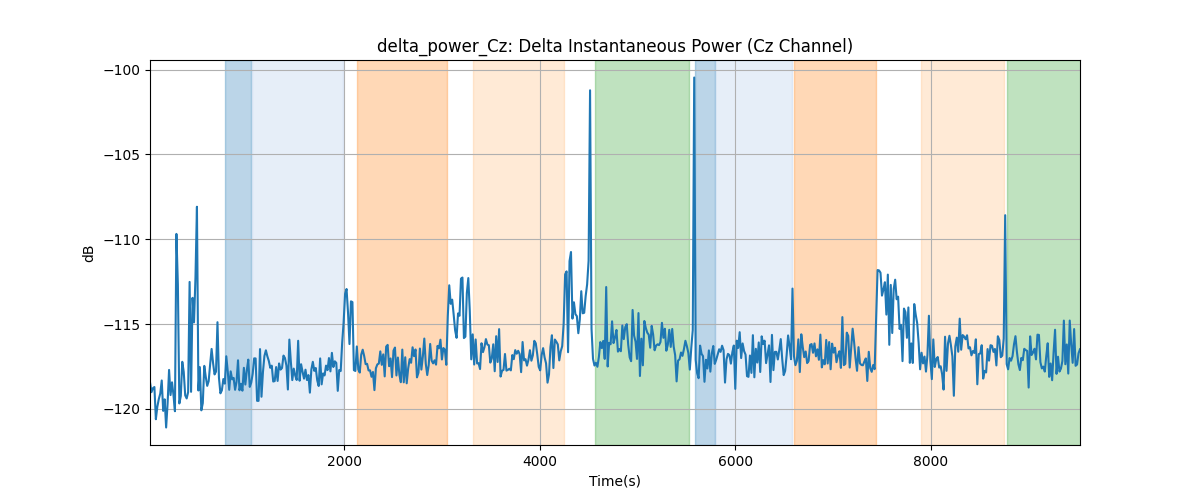 delta_power_Cz: Delta Instantaneous Power (Cz Channel)
−100
−105
−110
−115
−120
dB
2000 4000 6000 8000
Time(s)